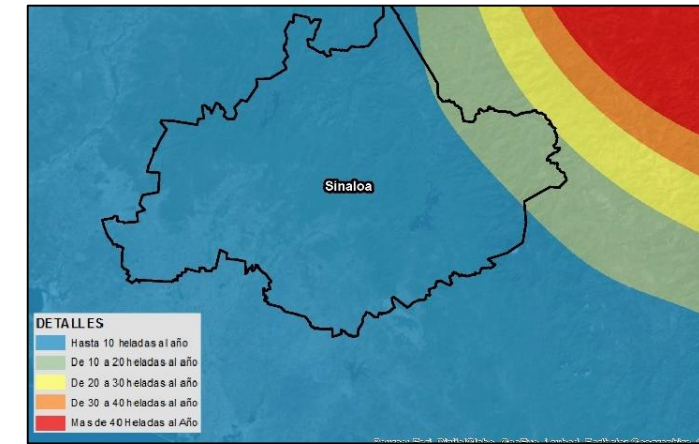 Sinaloa
DETALLES
Hasta 10 heladas al año
De 10 a 20 heladas al año
De 20 a 30 heladas al año
De 30 a 40 heladas al año
Mas de 40 Heladas al Año